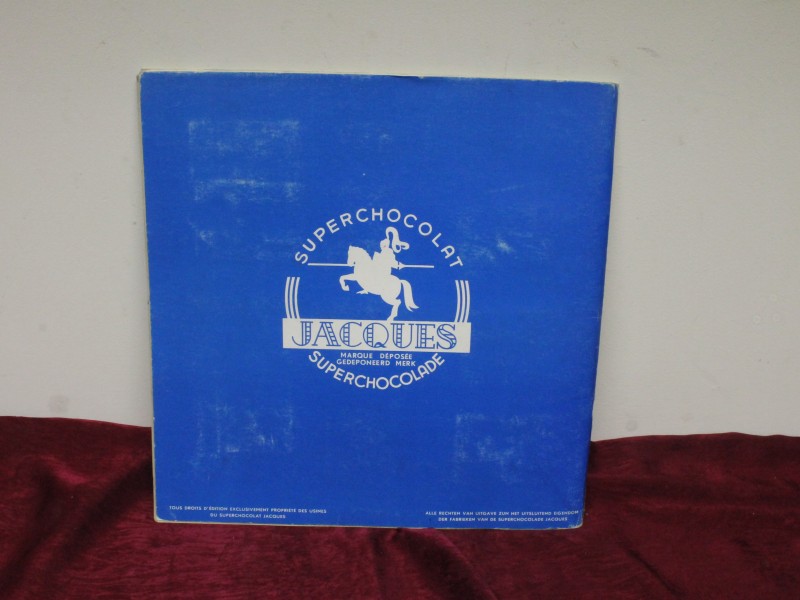 SUPERCHOCOLAT
JACQUES
MARQUE DÉPOSÉE
GEDEPONEERD MERK
SUPERCHOCOLADE
TOUS DROITS D'ÉDITION EXCLUSIVEMENT PROPRIÉTÉ DES USINES
DU SUPERCHOCOLAT JACQUES
ALLE RECHTEN VAN UITGAVE ZIJN HET UITSLUITEND EIGENDOM
DER FABRIEKEN VAN DE SUPERCHOCOLADE JACQUES